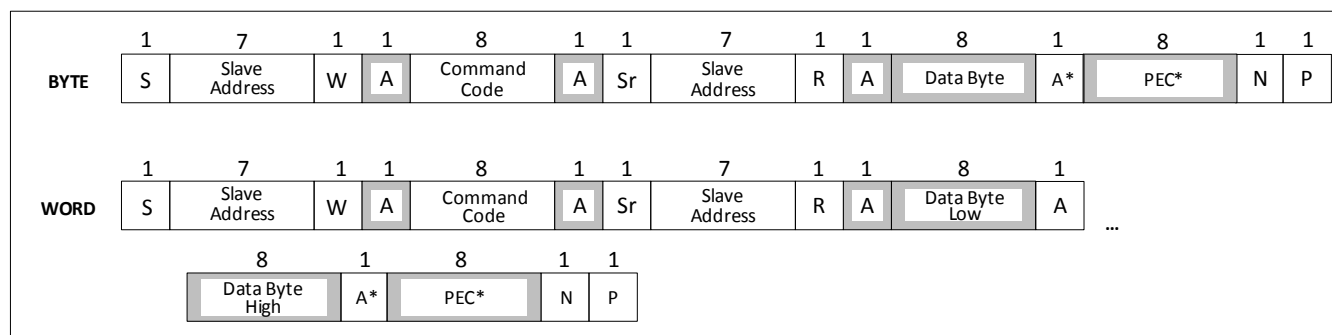 1 7 1 1 8 1 1 7 1 1 8 1 8 1 1
BYTE S Slave Address W A Command Code A Sr Slave Address R A Data Byte A* PEC* N P
1 7 1 1 8 1 1 7 1 1 8 1
WORD S Slave Address W A Command Code A Sr Slave Address R A Data Byte Low A ...
8 1 8 1 1
Data Byte High A* PEC* N P